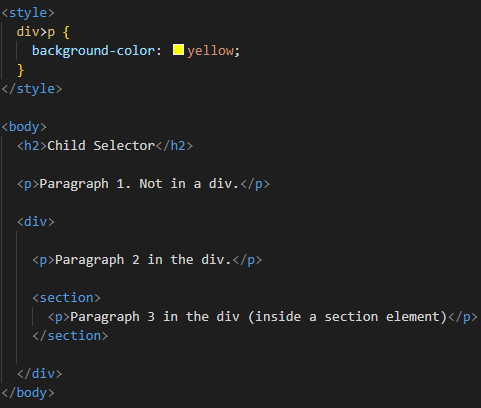 <style>
div>p {
background-color: yellow;
}
</style>
<body>
<h2>Child Selector</h2>
<p>Paragraph 1. Not in a div.</p>
<div>
<p>Paragraph 2 in the div.</p>
<section>
<p>Paragraph 3 in the div (inside a section element)</p>
</section>
</div>
</body>